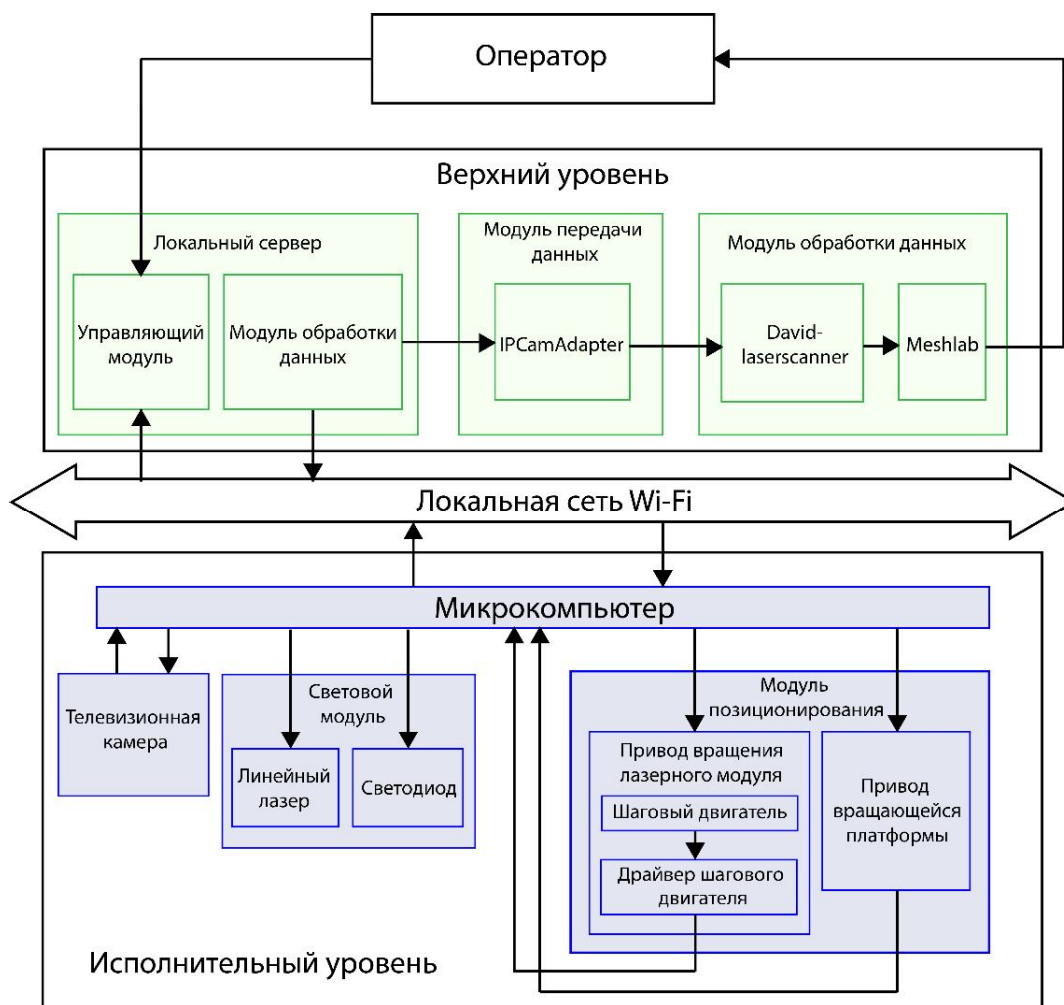 Оператор
Верхний уровень
Локальный сервер
Управляющий
модуль
Модуль обработки
данных
Модуль передачи
данных
IPCamAdapter
Модуль обработки данных
David-
laserscanner
Meshlab
Локальная сеть Wi-Fi
Микрокомпьютер
Телевизионная
камера
Световой
модуль
Линейный
лазер
Светодиод
Модуль
позиционирования
Привод вращения
лазерного модуля
Шаговый двигатель
Драйвер шагового
двигателя
Привод
вращающейся
платформы
Исполнительный уровень